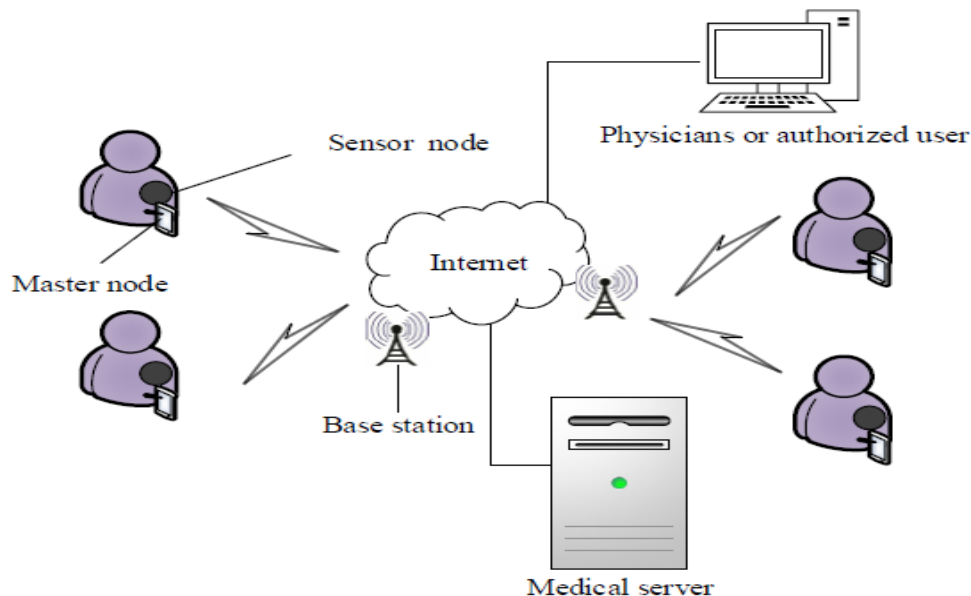 Physicians or authorized user
Sensor node
Internet
Master node
Base station
Medical server